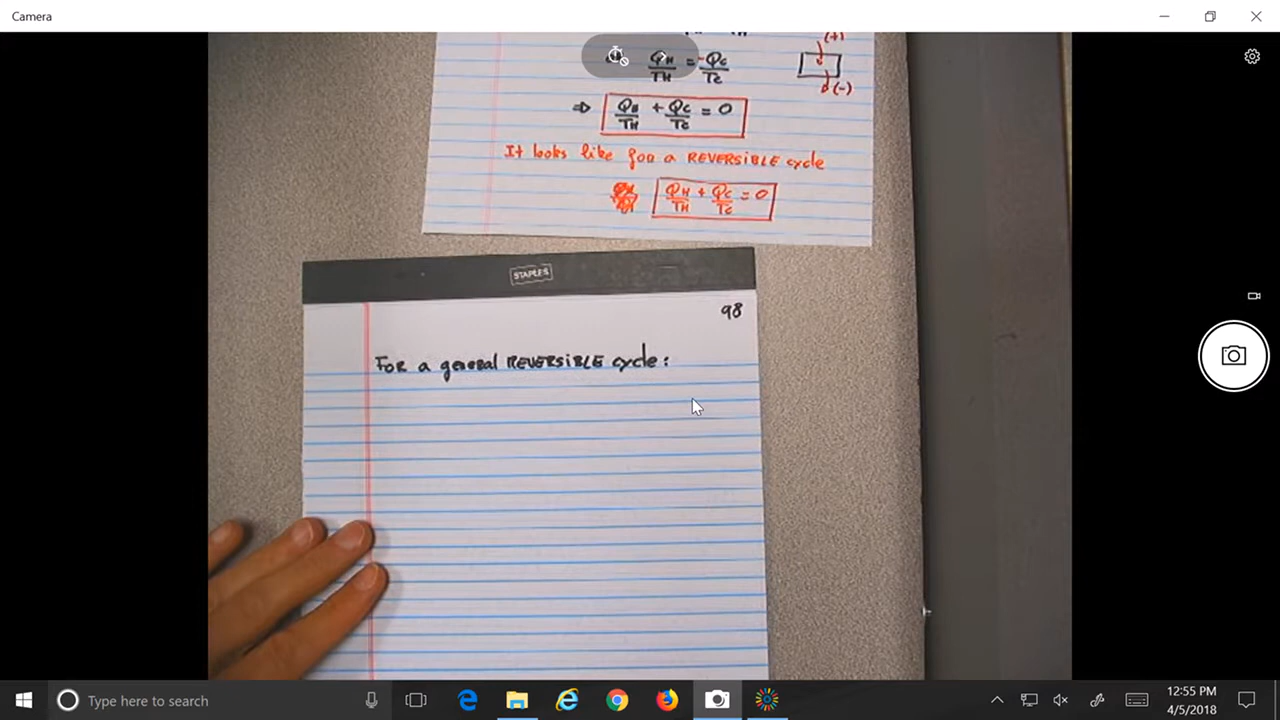 Camera
(+)
QH/TH = -QC/TC
(-)
⇒ QH/TH + QC/TC = 0
It looks like for a REVERSIBLE cycle
QH/TH + QC/TC = 0
STAPLES
98
FOR a general REVERSIBLE cycle:
Type here to search
12:55 PM
4/5/2018